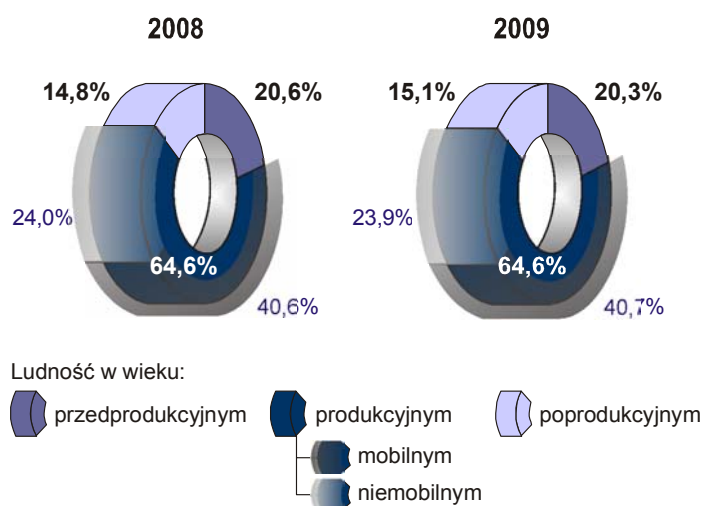 2008 2009
14,8% 20,6% 15,1% 20,3%
24,0% 23,9%
64,6% 64,6%
40,6% 40,7%
Ludność w wieku:
przedprodukcyjnym produkcyjnym poprodukcyjnym
mobilnym
niemobilnym